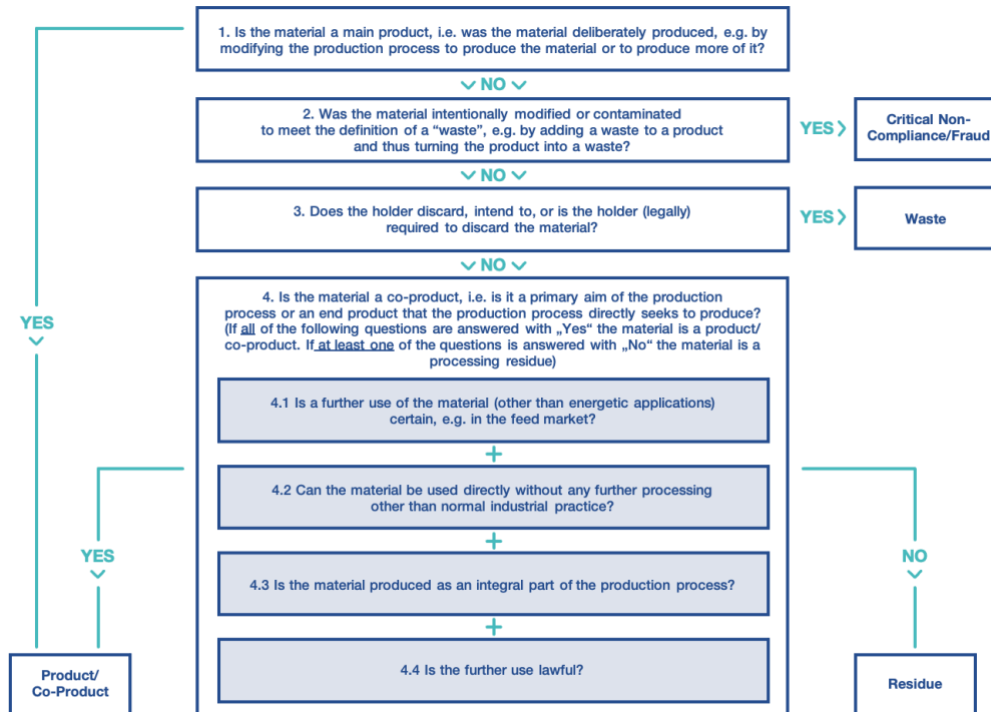 1. Is the material a main product, i.e. was the material deliberately produced, e.g. by
modifying the production process to produce the material or to produce more of it?
NO
2. Was the material intentionally modified or contaminated
to meet the definition of a “waste”, e.g. by adding a waste to a product
and thus turning the product into a waste?
YES
Critical Non-
Compliance/Fraud
NO
3. Does the holder discard, intend to, or is the holder (legally)
required to discard the material?
YES
Waste
NO
4. Is the material a co-product, i.e. is it a primary aim of the production
process or an end product that the production process directly seeks to produce?
(If all of the following questions are answered with „Yes“ the material is a product/
co-product. If at least one of the questions is answered with „No“ the material is a
processing residue)
YES
4.1 Is a further use of the material (other than energetic applications)
certain, e.g. in the feed market?
+
4.2 Can the material be used directly without any further processing
other than normal industrial practice?
+
YES
NO
4.3 Is the material produced as an integral part of the production process?
+
4.4 Is the further use lawful?
Product/
Co-Product
Residue